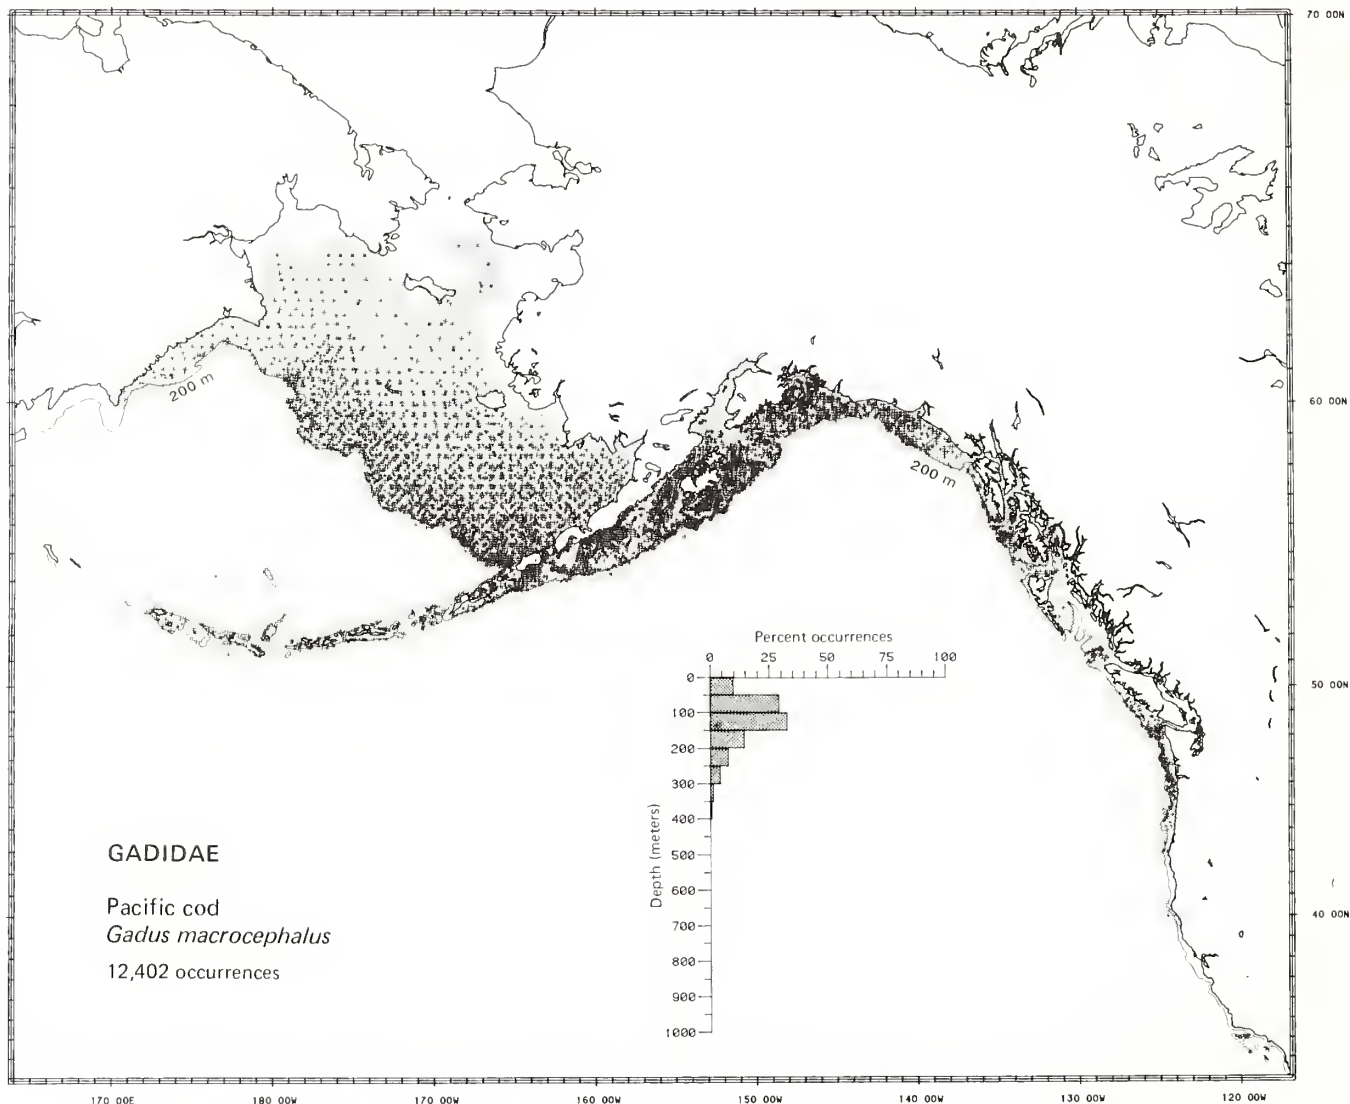 70 00N
200 m
60 00N
200 m
Percent occurrences
0 25 50 75 100
50 00N
0
100
200
300
400
500
600
700
800
900
1000
Depth (meters)
40 00N
GADIDAE
Pacific cod
Gadus macrocephalus
12,402 occurrences
170 00E 180 00W 170 00W 160 00W 150 00W 140 00W 130 00W 120 00W